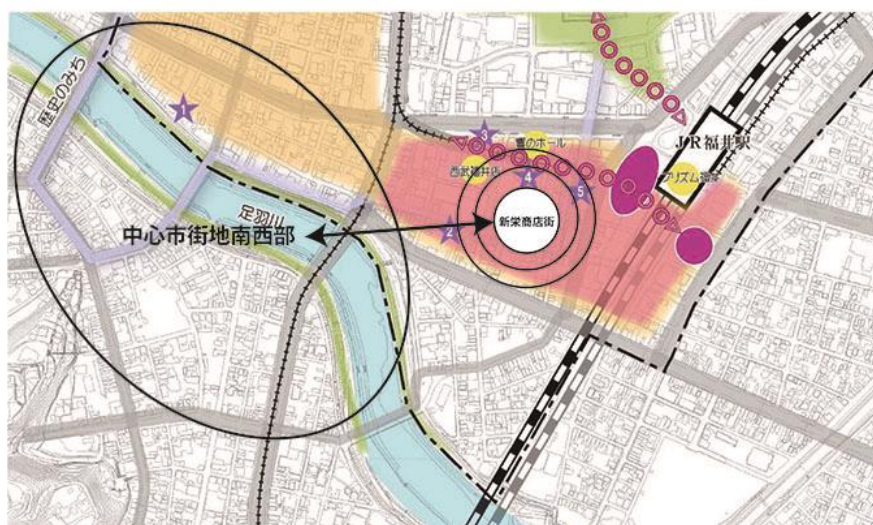 歴史のみち
1
足羽川
中心市街地南西部
3
響のホール
西武福井店
4
5
2
新栄商店街
JR福井駅
プリズム福井